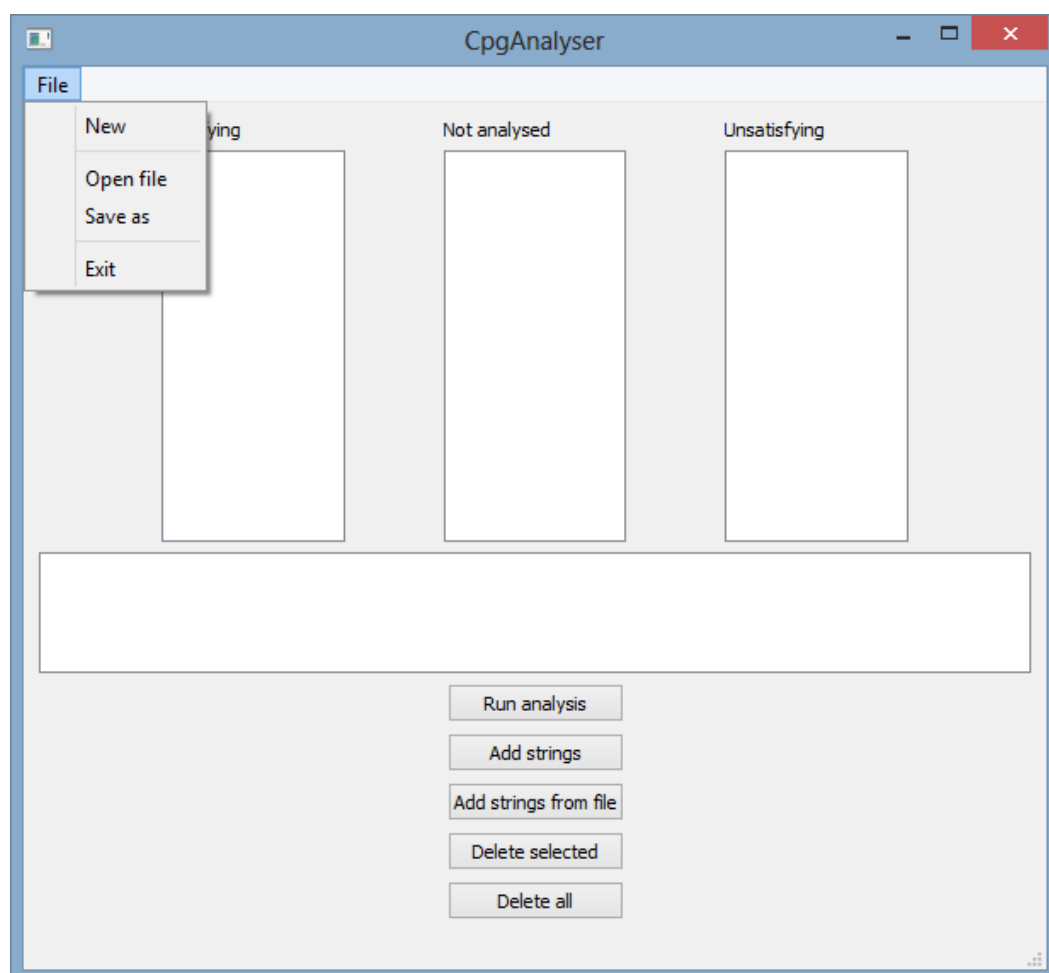 CpgAnalyser
File
New
Open file
Save as
Exit
ying Not analysed Unsatisfying
Run analysis
Add strings
Add strings from file
Delete selected
Delete all